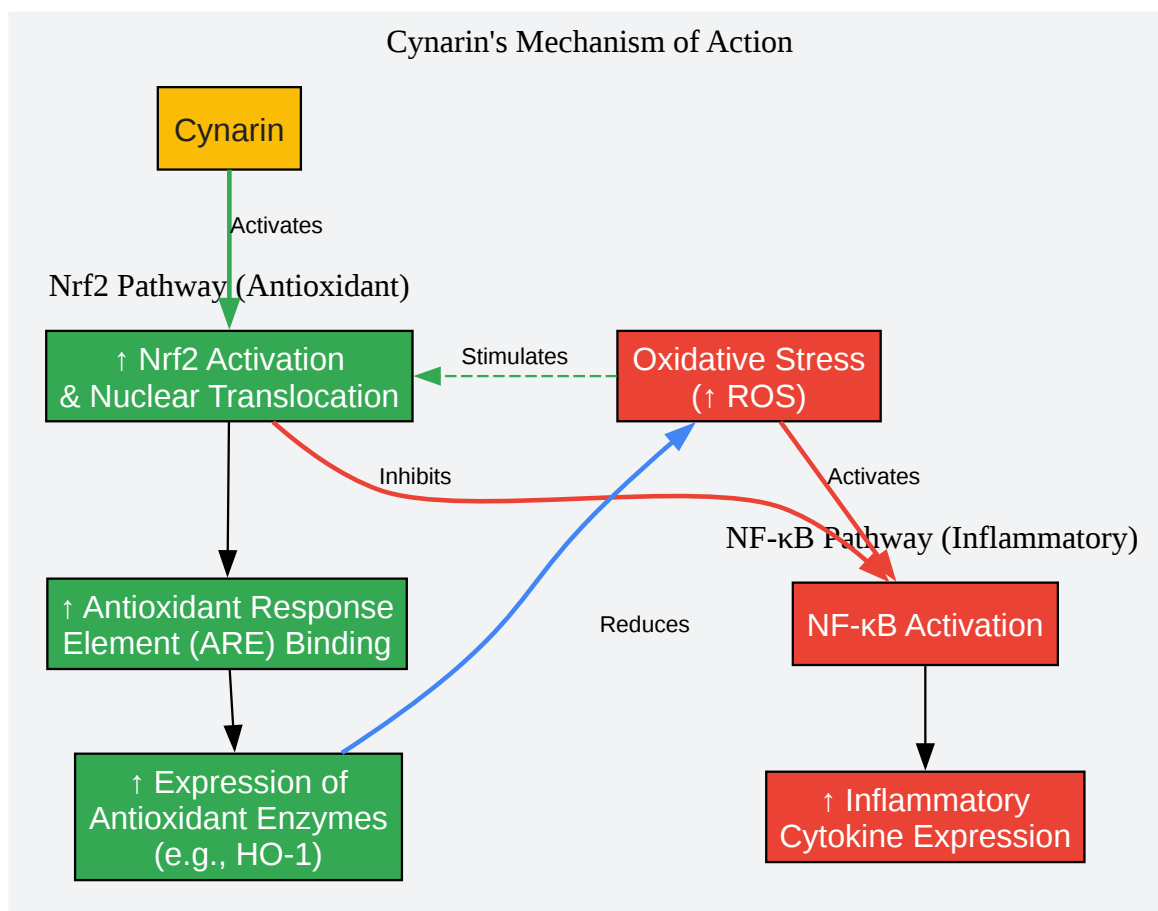 Cynarin's Mechanism of Action
Cynarin
Activates
Nrf2 Pathway (Antioxidant)
↑ Nrf2 Activation
& Nuclear Translocation
Stimulates
Oxidative Stress
(↑ ROS)
Inhibits
Activates
NF-κB Pathway (Inflammatory)
↑ Antioxidant Response
Element (ARE) Binding
Reduces
NF-κB Activation
↑ Expression of
Antioxidant Enzymes
(e.g., HO-1)
↑ Inflammatory
Cytokine Expression